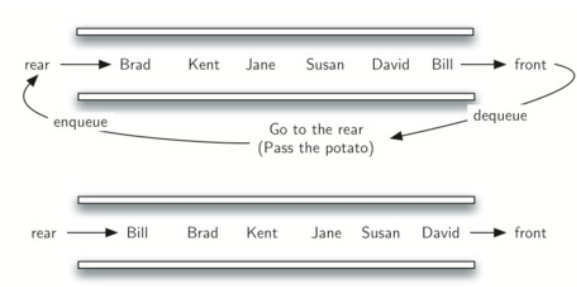 rear Brad Kent Jane Susan David Bill front
enqueue
dequeue
Go to the rear
(Pass the potato)
rear Bill Brad Kent Jane Susan David front